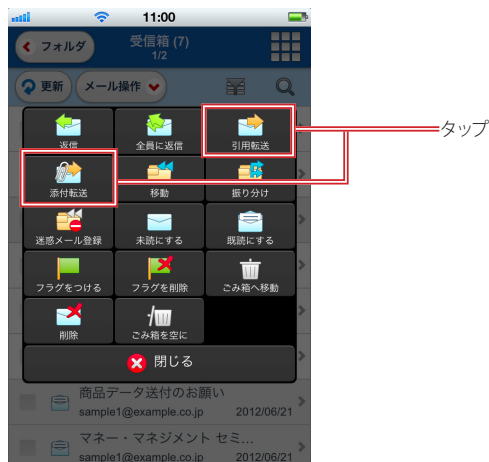 11:00
フォルダ
受信箱 (7)
1/2
更新
メール操作
返信
全員に返信
引用転送
タップ
添付転送
移動
振り分け
迷惑メール登録
未読にする
既読にする
フラグをつける
フラグを削除
ごみ箱へ移動
削除
ごみ箱を空に
閉じる
商品データ送付のお願い
sample1@example.co.jp 2012/06/21
マネー・マネジメント セミ...
sample1@example.co.jp 2012/06/21